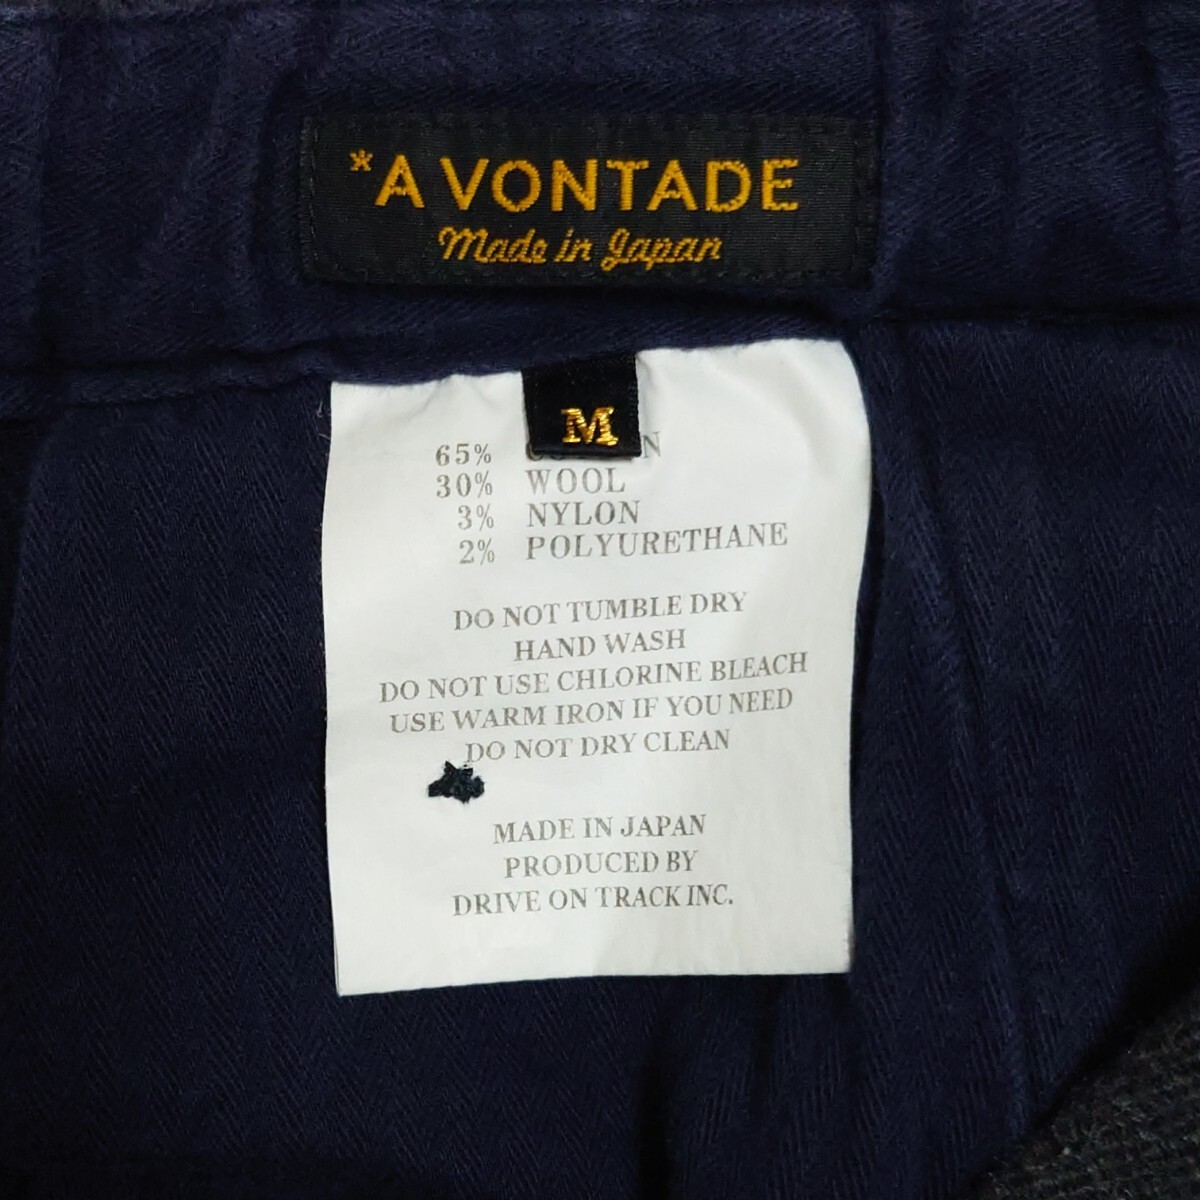 *A VONTADE
Made in Japan
M
65%
30% WOOL
3% NYLON
2% POLYURETHANE
DO NOT TUMBLE DRY
HAND WASH
DO NOT USE CHLORINE BLEACH
USE WARM IRON IF YOU NEED
DO NOT DRY CLEAN
MADE IN JAPAN
PRODUCED BY
DRIVE ON TRACK INC.